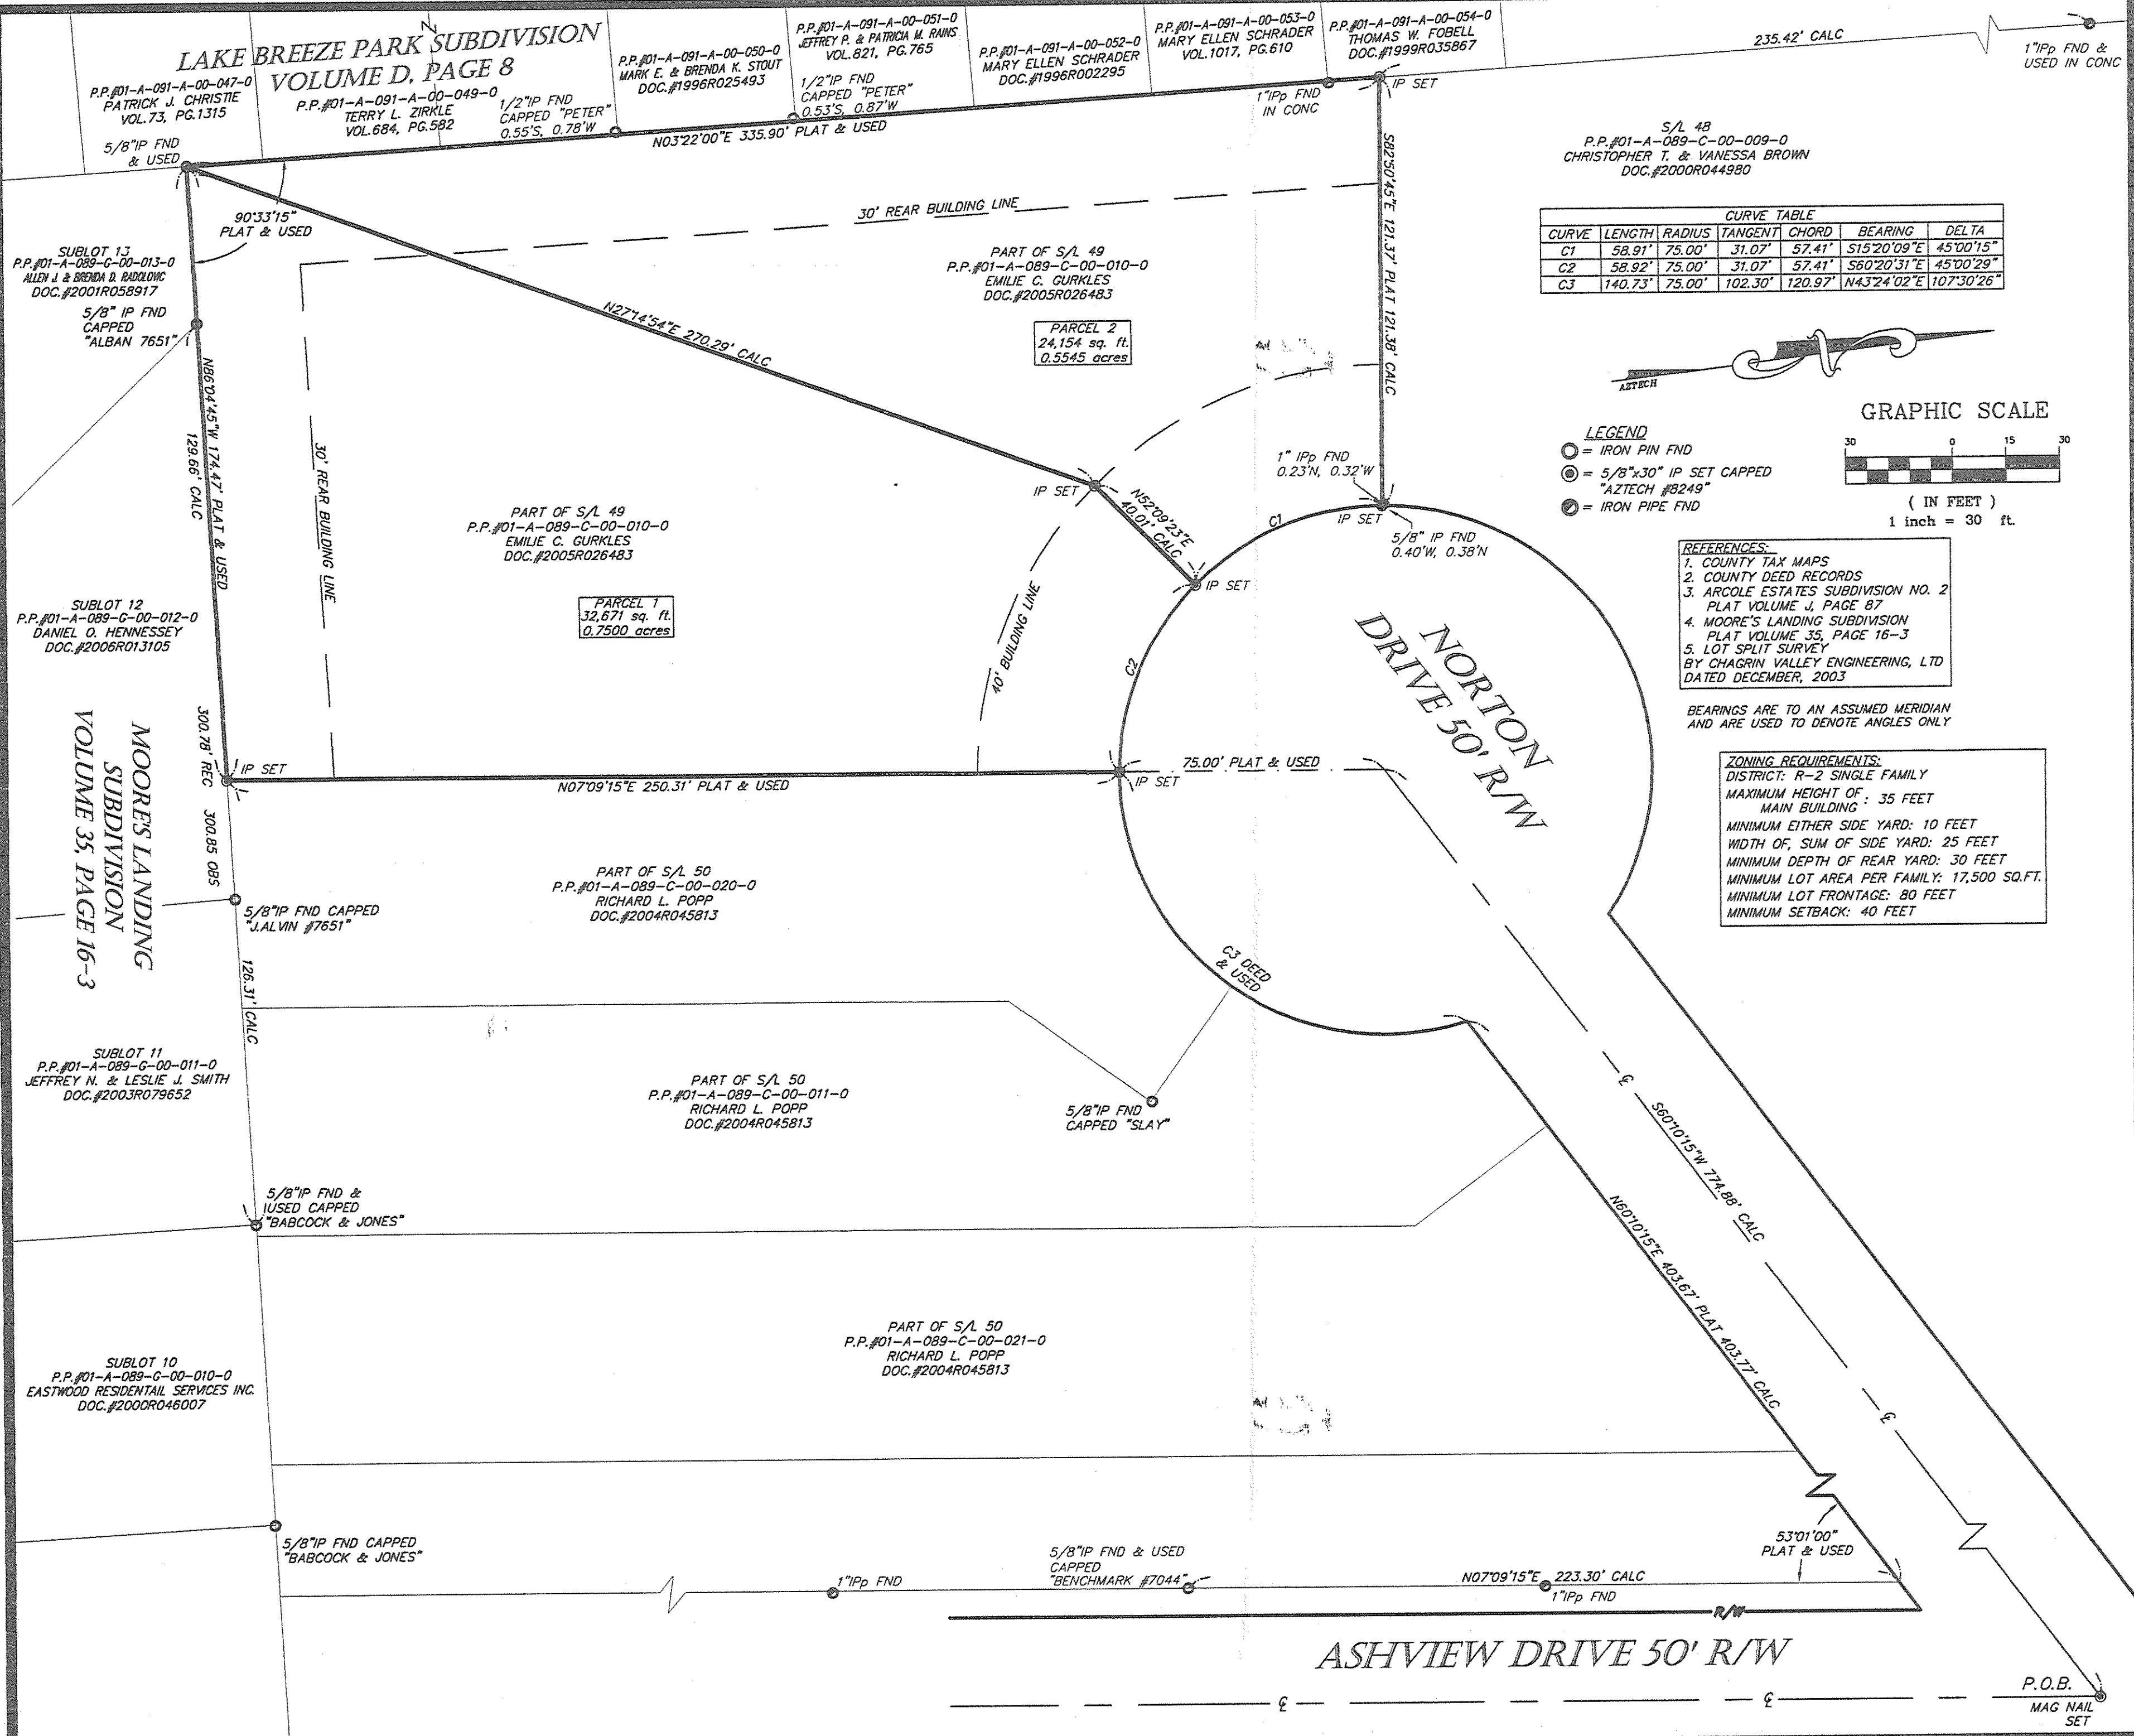 LAKE BREEZE PARK SUBDIVISION
VOLUME D, PAGE 8
P.P.#01-A-091-A-00-047-0
PATRICK J. CHRISTIE
VOL.73, PG.1315
P.P.#01-A-091-A-00-049-0
TERRY L. ZIRKLE
VOL.684, PG.582
1/2"IP FND
CAPPED "PETER"
0.55'S, 0.78'W
P.P.#01-A-091-A-00-050-0
MARK E. & BRENDA K. STOUT
DOC.#1996R025493
P.P.#01-A-091-A-00-051-0
JEFFREY P. & PATRICIA M. RAINS
VOL.821, PG.765
1/2"IP FND
CAPPED "PETER"
0.53'S, 0.87'W
P.P.#01-A-091-A-00-052-0
MARY ELLEN SCHRADER
DOC.#1996R002295
P.P.#01-A-091-A-00-053-0
MARY ELLEN SCHRADER
VOL.1017, PG.610
P.P.#01-A-091-A-00-054-0
THOMAS W. FOBELL
DOC.#1999R035867
235.42' CALC
1"IPp FND &
USED IN CONC
5/8"IP FND
& USED
N03°22'00"E 335.90' PLAT & USED
1"IPp FND
IN CONC
IP SET
S/L 48
P.P.#01-A-089-C-00-009-0
CHRISTOPHER T. & VANESSA BROWN
DOC.#2000R044980
90°33'15"
PLAT & USED
30' REAR BUILDING LINE
S82°50'45"E 121.37' PLAT 121.38' CALC
CURVE TABLE
CURVE LENGTH RADIUS TANGENT CHORD BEARING DELTA
C1 58.91' 75.00' 31.07' 57.41' S15°20'09"E 45°00'15"
C2 58.92' 75.00' 31.07' 57.41' S60°20'31"E 45°00'29"
C3 140.73' 75.00' 102.30' 120.97' N43°24'02"E 107°30'26"
SUBLOT 13
P.P.#01-A-089-G-00-013-0
ALLEN J. & BRENDA D. RADOLOVIC
DOC.#2001R058917
5/8" IP FND
CAPPED
"ALBAN 7651"
PART OF S/L 49
P.P.#01-A-089-C-00-010-0
EMILIE C. GURKLES
DOC.#2005R026483
PARCEL 2
24,154 sq. ft.
0.5545 acres
N27°14'54"E 270.29' CALC
N86°04'45"W 174.47' PLAT & USED
129.66' CALC
30' REAR BUILDING LINE
N
AZTECH
GRAPHIC SCALE
30 0 15 30
( IN FEET )
1 inch = 30 ft.
LEGEND
= IRON PIN FND
= 5/8"x30" IP SET CAPPED
"AZTECH #8249"
= IRON PIPE FND
1" IPp FND
0.23'N, 0.32'W
IP SET
N52°09'23"E
40.01' CALC
C1
IP SET
5/8" IP FND
0.40'W, 0.38'N
IP SET
PART OF S/L 49
P.P.#01-A-089-C-00-010-0
EMILIE C. GURKLES
DOC.#2005R026483
PARCEL 1
32,671 sq. ft.
0.7500 acres
REFERENCES:
1. COUNTY TAX MAPS
2. COUNTY DEED RECORDS
3. ARCOLE ESTATES SUBDIVISION NO. 2
PLAT VOLUME J, PAGE 87
4. MOORE'S LANDING SUBDIVISION
PLAT VOLUME 35, PAGE 16-3
5. LOT SPLIT SURVEY
BY CHAGRIN VALLEY ENGINEERING, LTD
DATED DECEMBER, 2003
SUBLOT 12
P.P.#01-A-089-G-00-012-0
DANIEL O. HENNESSEY
DOC.#2006R013105
40' BUILDING LINE
C2
NORTON
DRIVE 50' R/W
BEARINGS ARE TO AN ASSUMED MERIDIAN
AND ARE USED TO DENOTE ANGLES ONLY
MOORES LANDING
SUBDIVISION
VOLUME 35, PAGE 16-3
300.78' REC 300.85 OBS
IP SET
N07°09'15"E 250.31' PLAT & USED
75.00' PLAT & USED
IP SET
ZONING REQUIREMENTS:
DISTRICT: R-2 SINGLE FAMILY
MAXIMUM HEIGHT OF
MAIN BUILDING : 35 FEET
MINIMUM EITHER SIDE YARD: 10 FEET
WIDTH OF, SUM OF SIDE YARD: 25 FEET
MINIMUM DEPTH OF REAR YARD: 30 FEET
MINIMUM LOT AREA PER FAMILY: 17,500 SQ.FT.
MINIMUM LOT FRONTAGE: 80 FEET
MINIMUM SETBACK: 40 FEET
PART OF S/L 50
P.P.#01-A-089-C-00-020-0
RICHARD L. POPP
DOC.#2004R045813
5/8"IP FND CAPPED
"J.ALVIN #7651"
C3 DEED
& USED
126.31' CALC
SUBLOT 11
P.P.#01-A-089-G-00-011-0
JEFFREY N. & LESLIE J. SMITH
DOC.#2003R079652
PART OF S/L 50
P.P.#01-A-089-C-00-011-0
RICHARD L. POPP
DOC.#2004R045813
5/8"IP FND
CAPPED "SLAY"
S60°10'15"W 774.88' CALC
5/8"IP FND &
USED CAPPED
"BABCOCK & JONES"
N60°10'15"E 403.67' PLAT 403.77' CALC
PART OF S/L 50
P.P.#01-A-089-C-00-021-0
RICHARD L. POPP
DOC.#2004R045813
SUBLOT 10
P.P.#01-A-089-G-00-010-0
EASTWOOD RESIDENTAIL SERVICES INC.
DOC.#2000R046007
5/8"IP FND CAPPED
"BABCOCK & JONES"
53°01'00"
PLAT & USED
1"IPp FND
5/8"IP FND & USED
CAPPED
"BENCHMARK #7044"
N07°09'15"E 223.30' CALC
1"IPp FND
R/W
ASHVIEW DRIVE 50' R/W
P.O.B.
MAG NAIL
SET